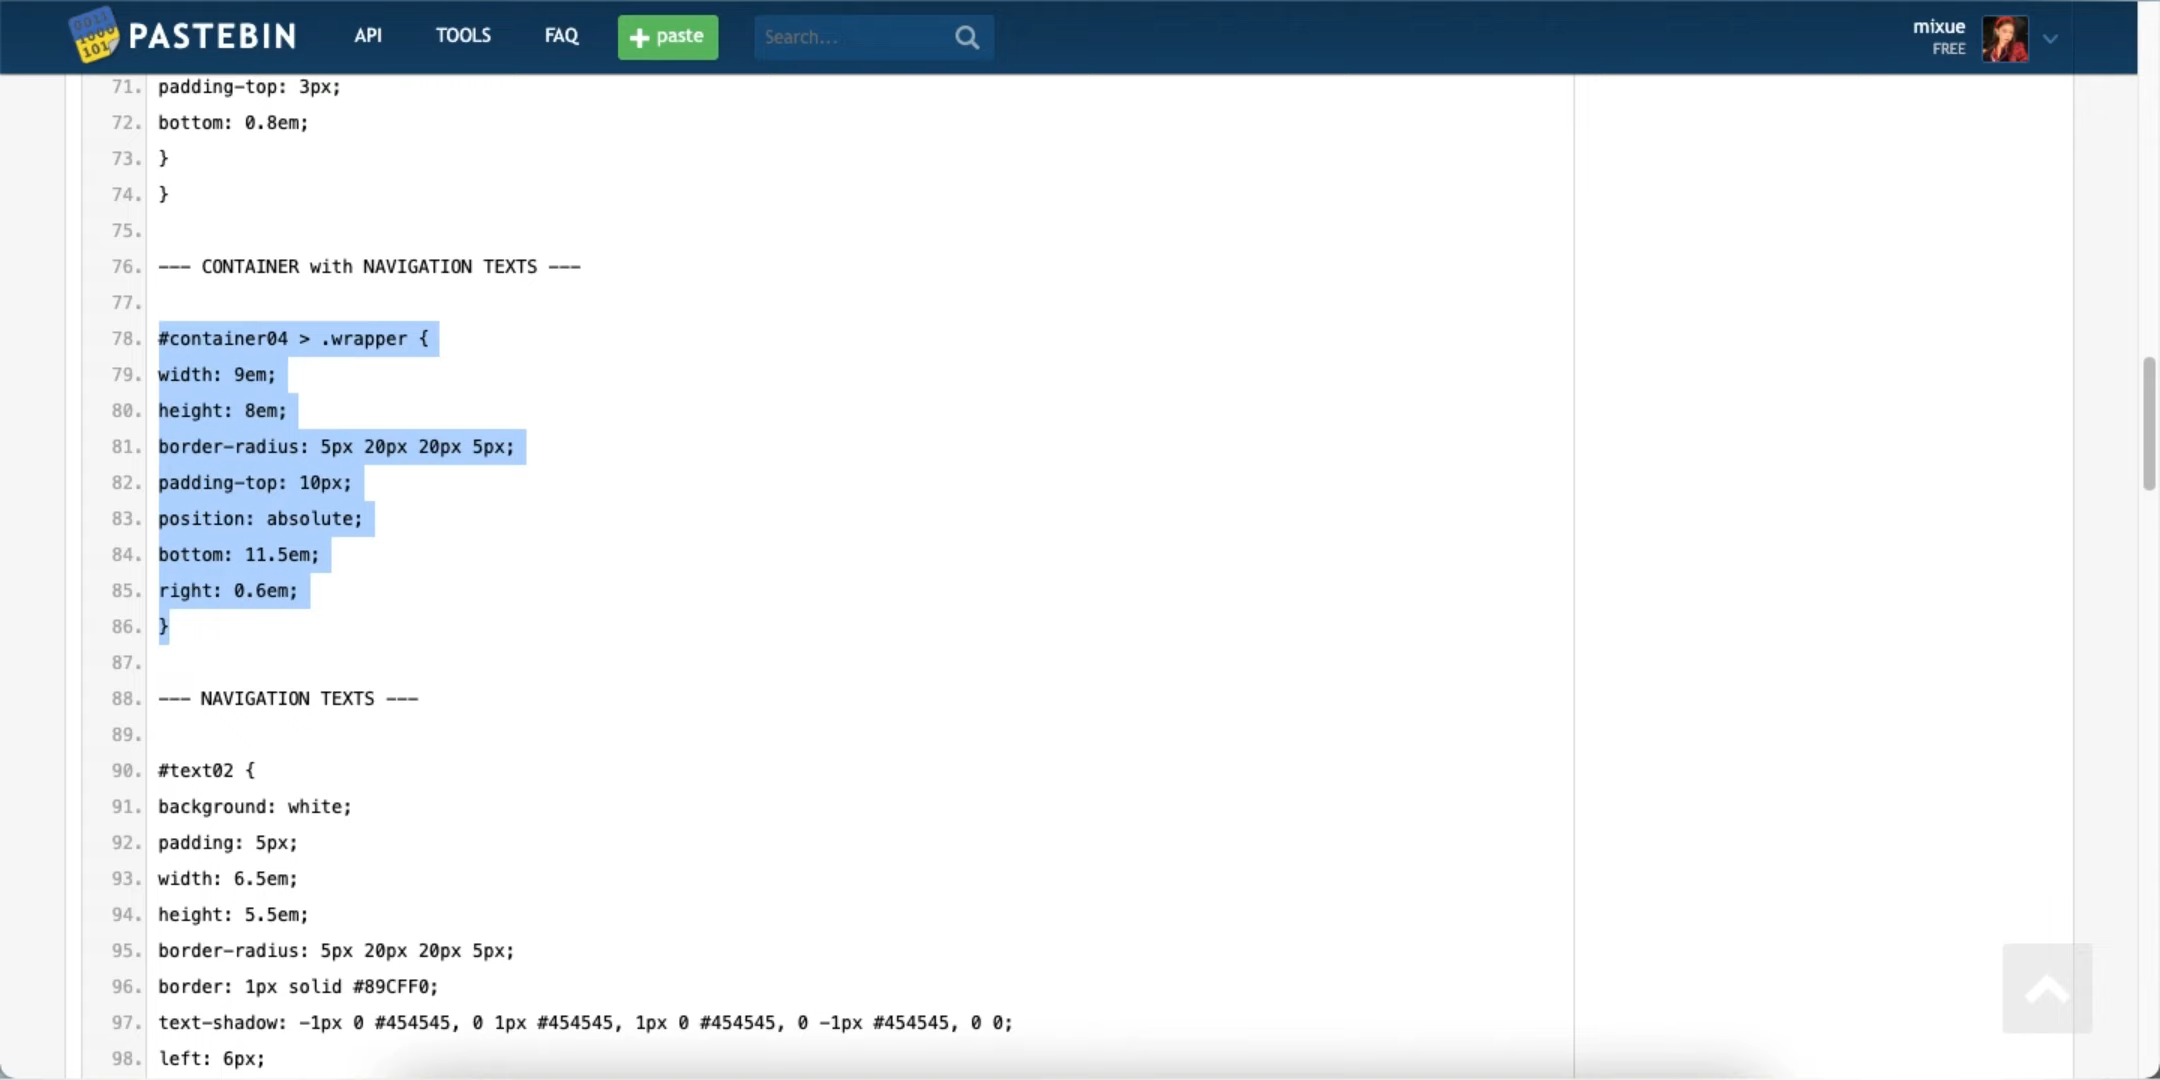 PASTEBIN API TOOLS FAQ + paste Search... mixue
FREE
71. padding-top: 3px;
72. bottom: 0.8em;
73. }
74. }
75.
76. --- CONTAINER with NAVIGATION TEXTS ---
77.
78. #container04 > .wrapper {
79. width: 9em;
80. height: 8em;
81. border-radius: 5px 20px 20px 5px;
82. padding-top: 10px;
83. position: absolute;
84. bottom: 11.5em;
85. right: 0.6em;
86. }
87.
88. --- NAVIGATION TEXTS ---
89.
90. #text02 {
91. background: white;
92. padding: 5px;
93. width: 6.5em;
94. height: 5.5em;
95. border-radius: 5px 20px 20px 5px;
96. border: 1px solid #89CFF0;
97. text-shadow: -1px 0 #454545, 0 1px #454545, 1px 0 #454545, 0 -1px #454545, 0 0;
98. left: 6px;